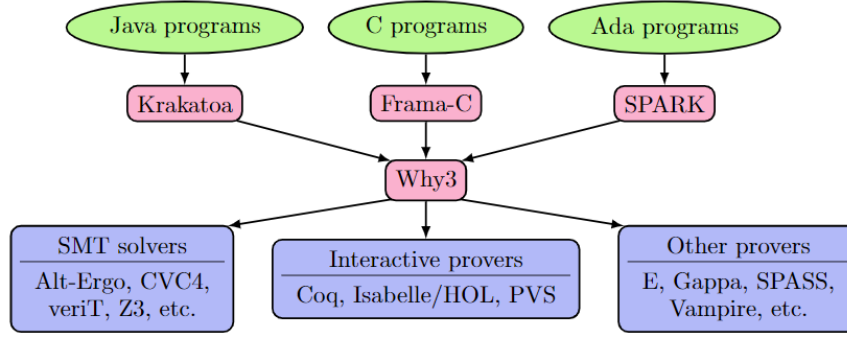 Java programs
C programs
Ada programs
Krakatoa
Frama-C
SPARK
Why3
SMT solvers
Alt-Ergo, CVC4,
veriT, Z3, etc.
Interactive provers
Coq, Isabelle/HOL, PVS
Other provers
E, Gappa, SPASS,
Vampire, etc.